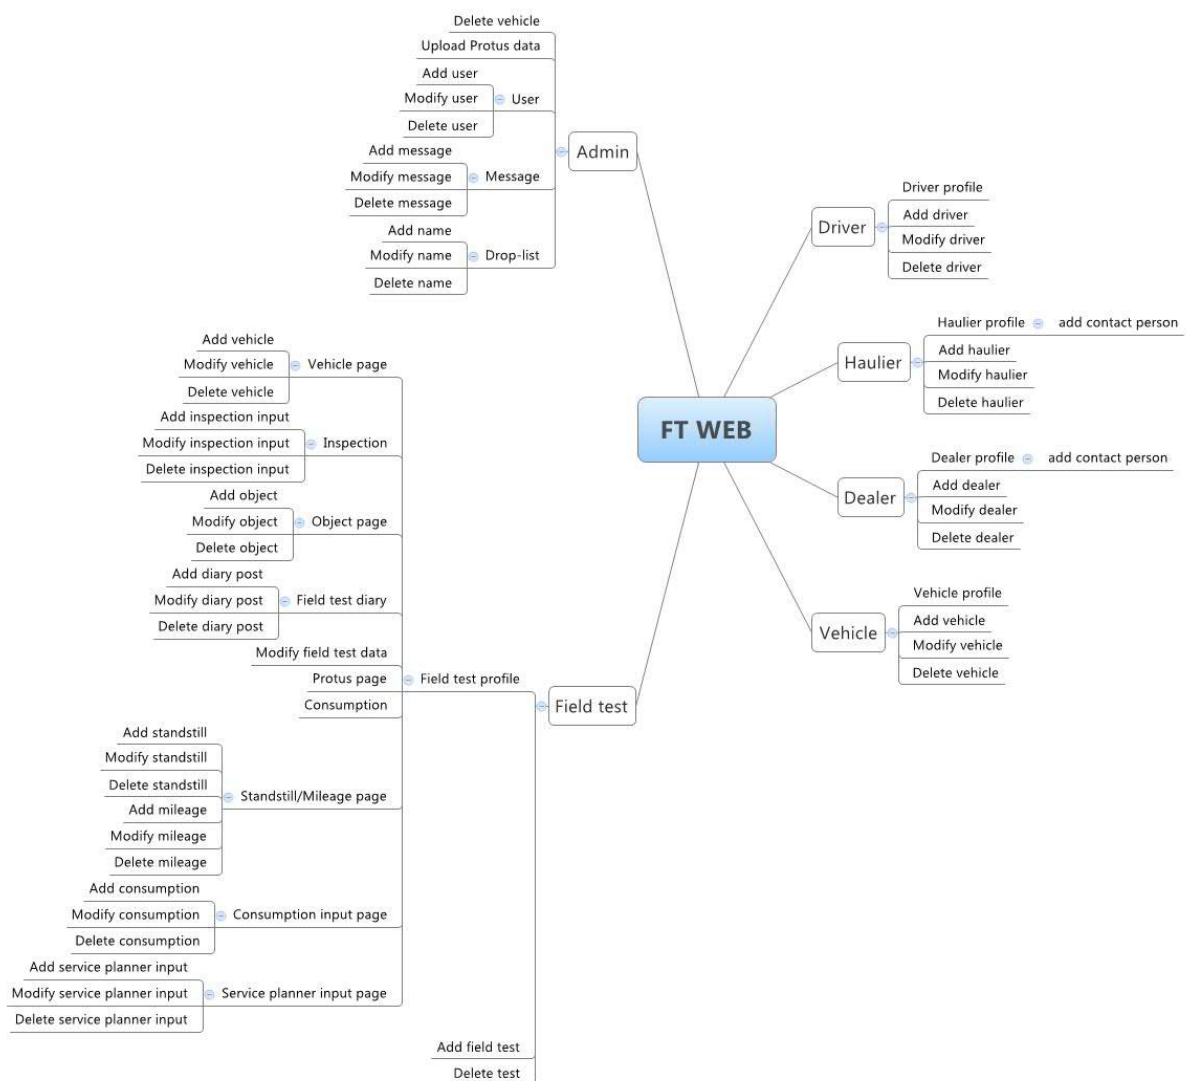 FT WEB
Admin
Delete vehicle
Upload Protus data
User
Add user
Modify user
Delete user
Message
Add message
Modify message
Delete message
Drop-list
Add name
Modify name
Delete name
Driver
Driver profile
Add driver
Modify driver
Delete driver
Haulier
Haulier profile
add contact person
Add haulier
Modify haulier
Delete haulier
Dealer
Dealer profile
add contact person
Add dealer
Modify dealer
Delete dealer
Vehicle
Vehicle profile
Add vehicle
Modify vehicle
Delete vehicle
Field test
Field test profile
Vehicle page
Add vehicle
Modify vehicle
Delete vehicle
Inspection
Add inspection input
Modify inspection input
Delete inspection input
Object page
Add object
Modify object
Delete object
Field test diary
Add diary post
Modify diary post
Delete diary post
Modify field test data
Protus page
Consumption
Standstill/Mileage page
Add standstill
Modify standstill
Delete standstill
Add mileage
Modify mileage
Delete mileage
Consumption input page
Add consumption
Modify consumption
Delete consumption
Service planner input page
Add service planner input
Modify service planner input
Delete service planner input
Add field test
Delete test